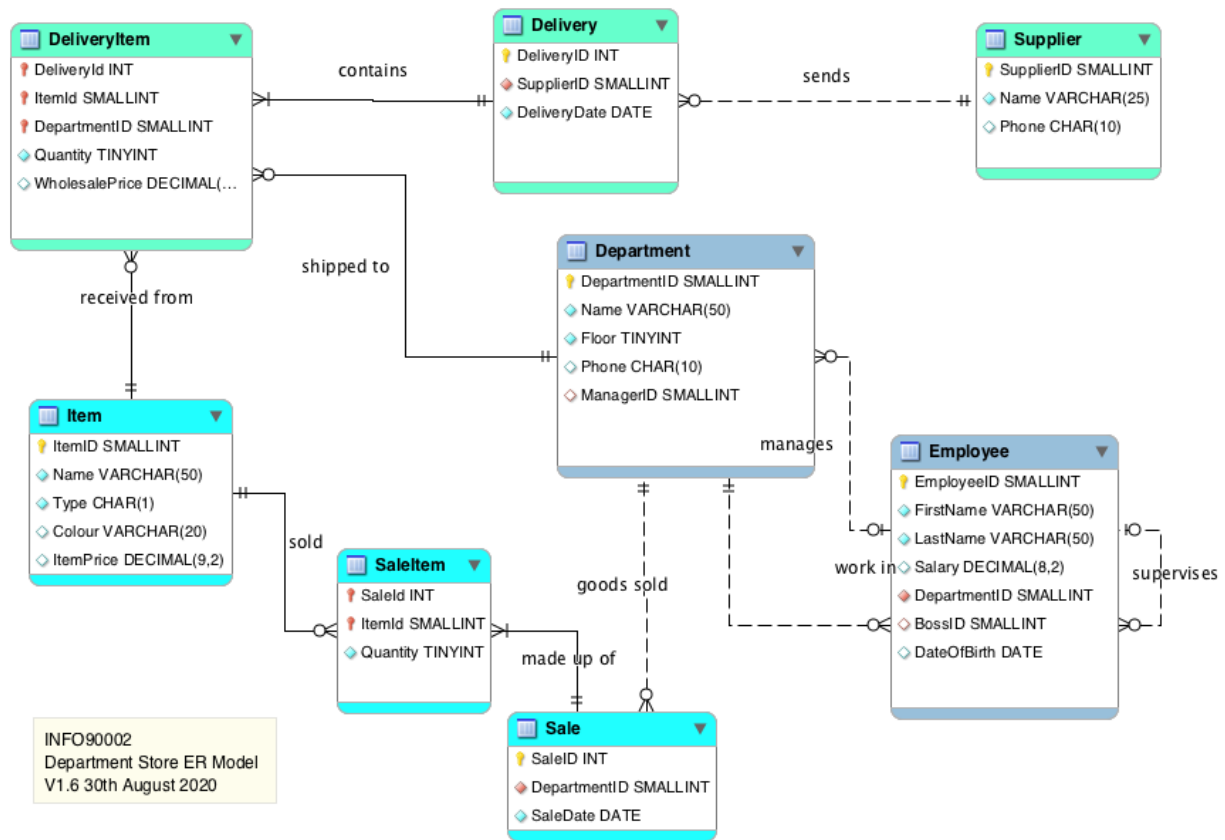 DeliveryItem
DeliveryId INT
ItemId SMALLINT
DepartmentID SMALLINT
Quantity TINYINT
WholesalePrice DECIMAL(...
contains
Delivery
DeliveryID INT
SupplierID SMALLINT
DeliveryDate DATE
sends
Supplier
SupplierID SMALLINT
Name VARCHAR(25)
Phone CHAR(10)
received from
shipped to
Department
DepartmentID SMALLINT
Name VARCHAR(50)
Floor TINYINT
Phone CHAR(10)
ManagerID SMALLINT
manages
Item
ItemID SMALLINT
Name VARCHAR(50)
Type CHAR(1)
Colour VARCHAR(20)
ItemPrice DECIMAL(9,2)
sold
Employee
EmployeeID SMALLINT
FirstName VARCHAR(50)
LastName VARCHAR(50)
Salary DECIMAL(8,2)
DepartmentID SMALLINT
BossID SMALLINT
DateOfBirth DATE
work in
supervises
SaleItem
SaleId INT
ItemId SMALLINT
Quantity TINYINT
goods sold
made up of
Sale
SaleID INT
DepartmentID SMALLINT
SaleDate DATE
INFO90002
Department Store ER Model
V1.6 30th August 2020